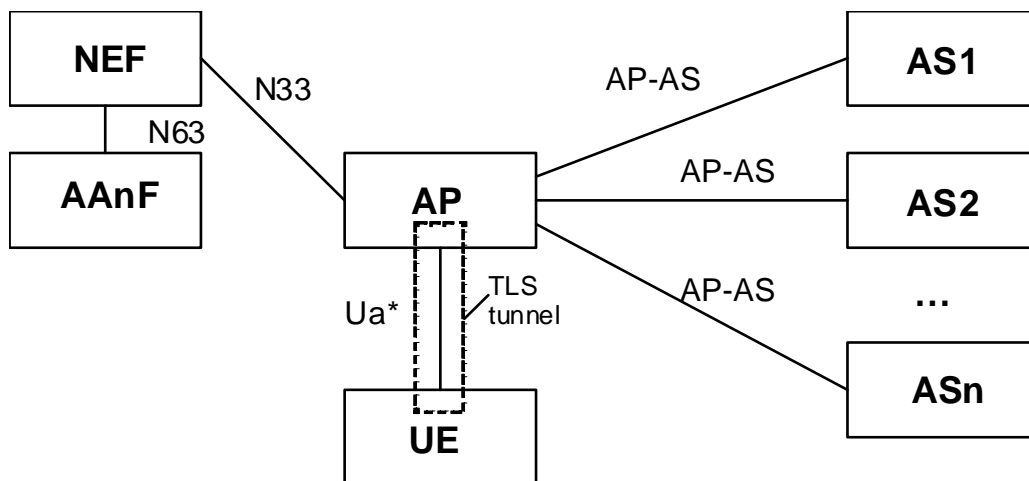 NEF
AS1
N33
AP-AS
N63
AAnF
AP
AP-AS
AS2
Ua*
TLS
tunnel
AP-AS
...
ASn
UE